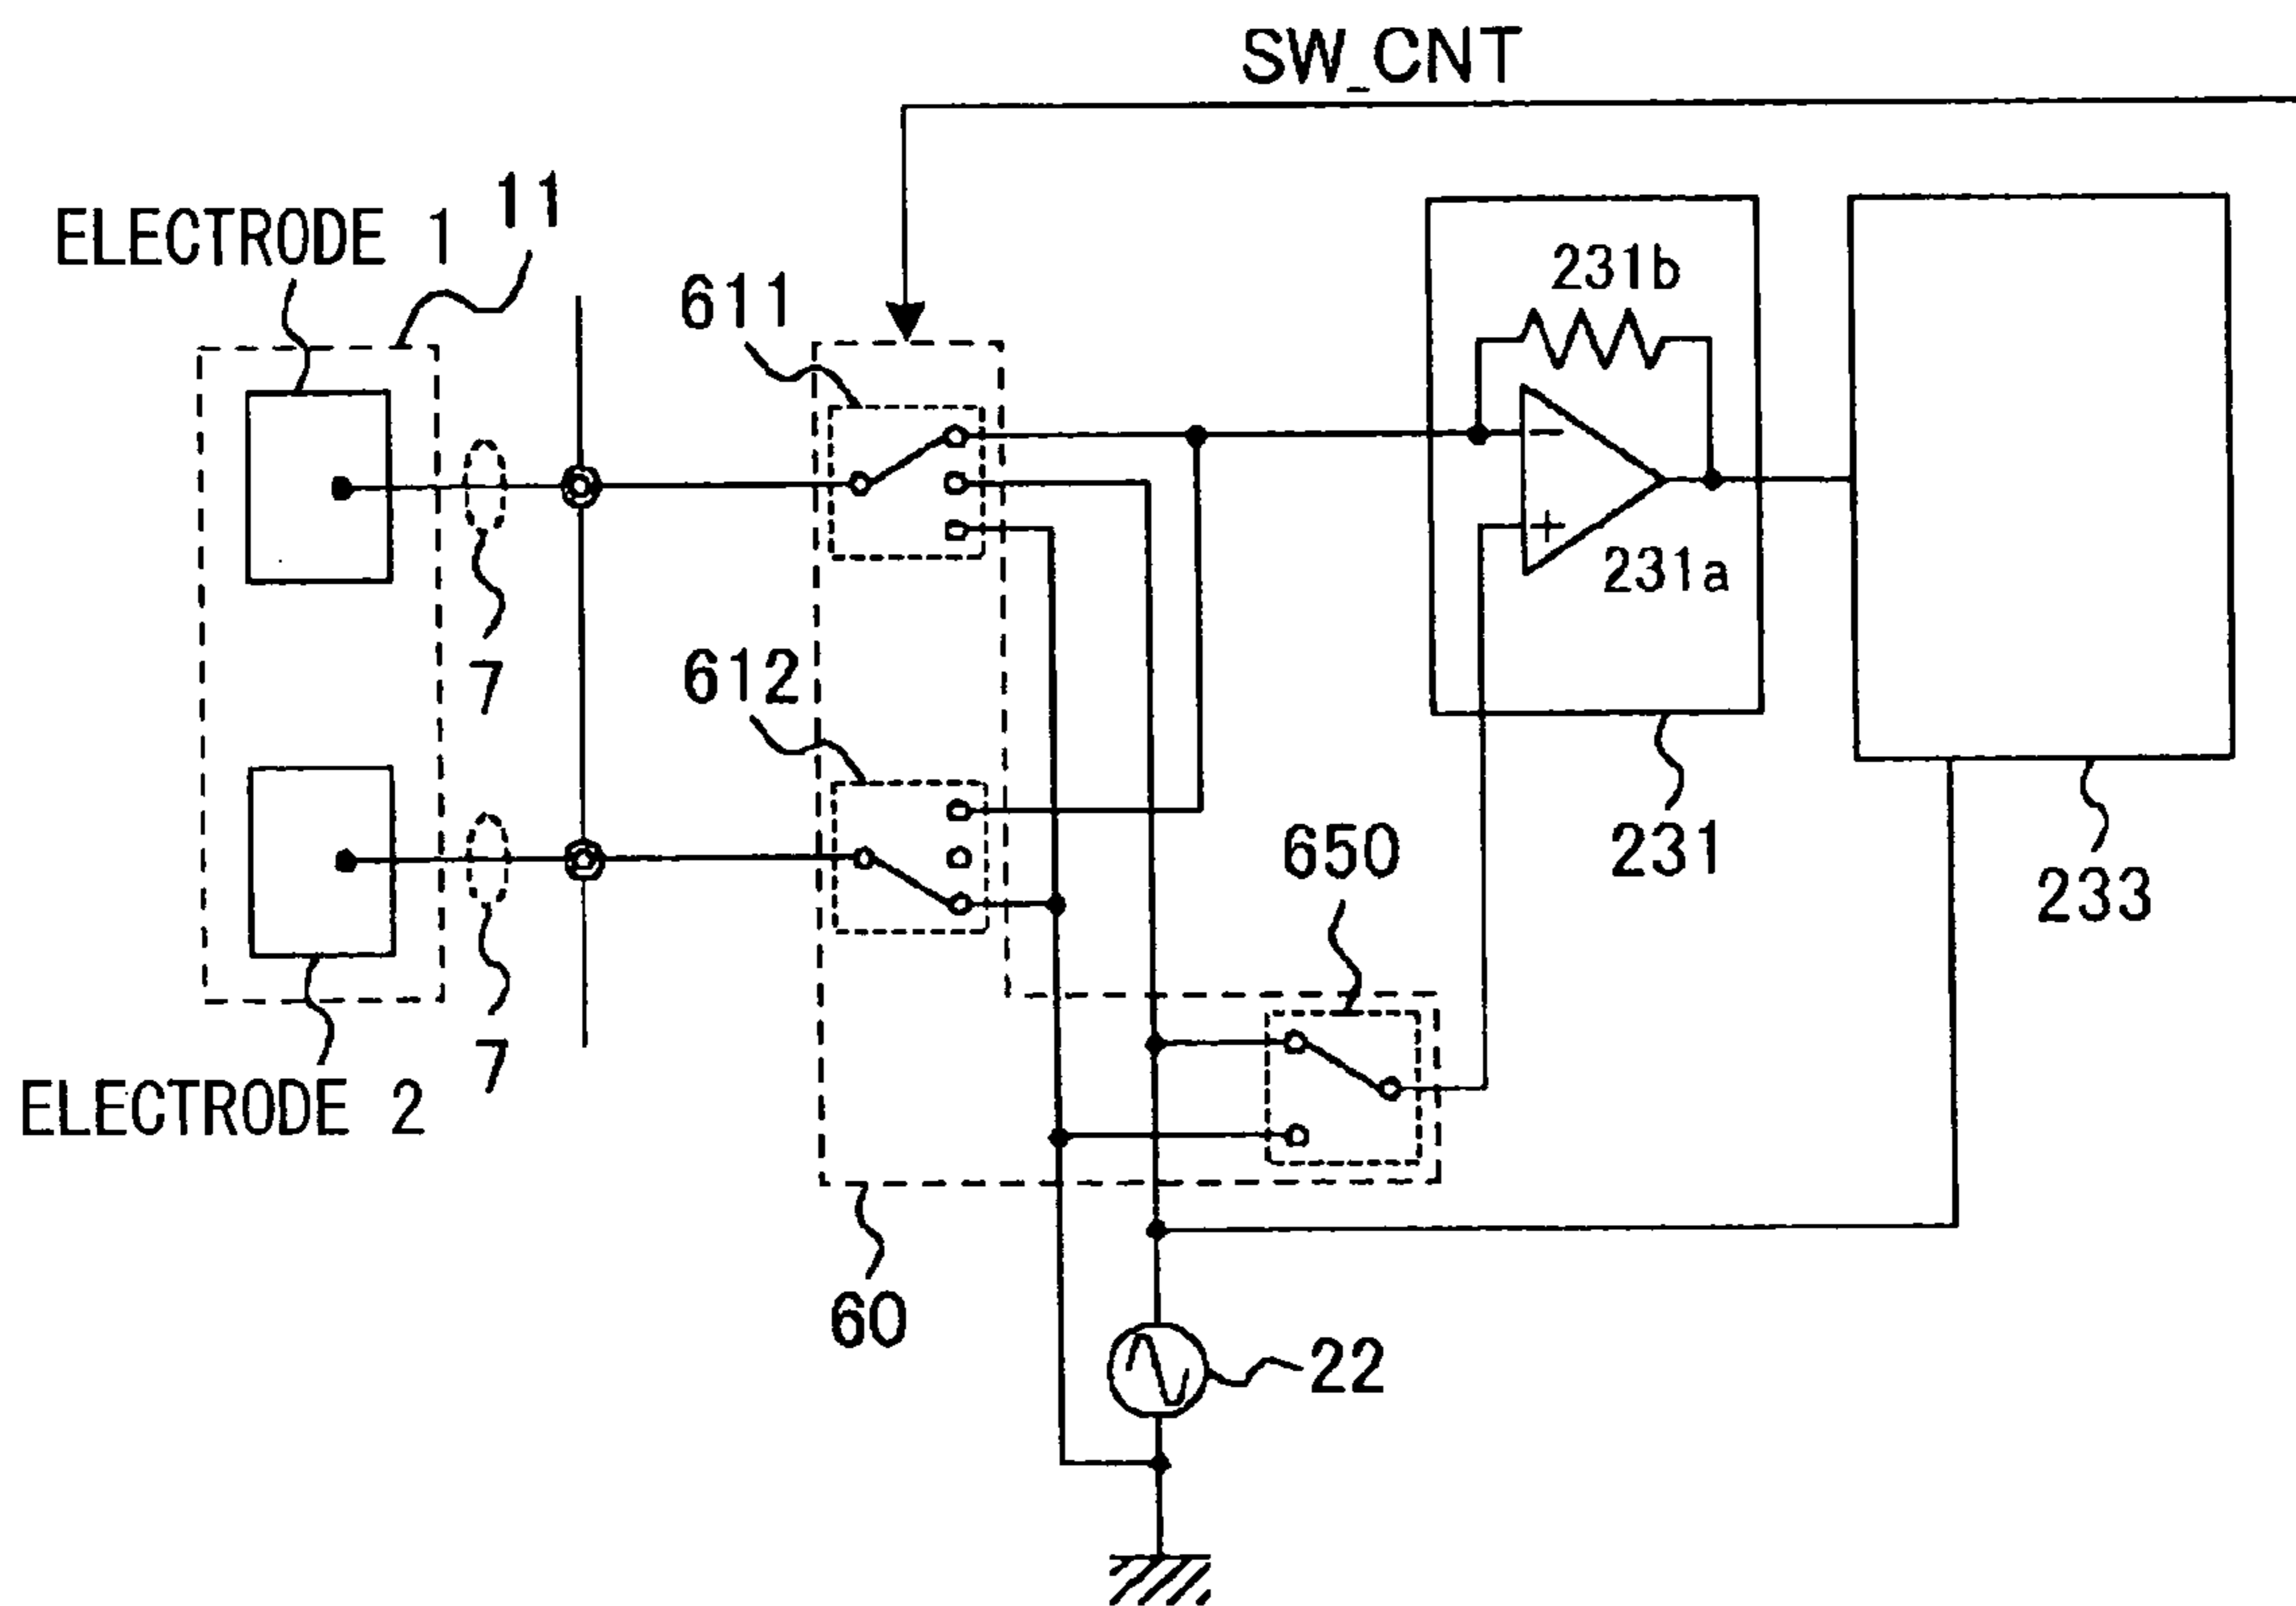 SW_CNT
ELECTRODE 1
11
611
231b
231a
7
612
650
231
233
7
ELECTRODE 2
60
22